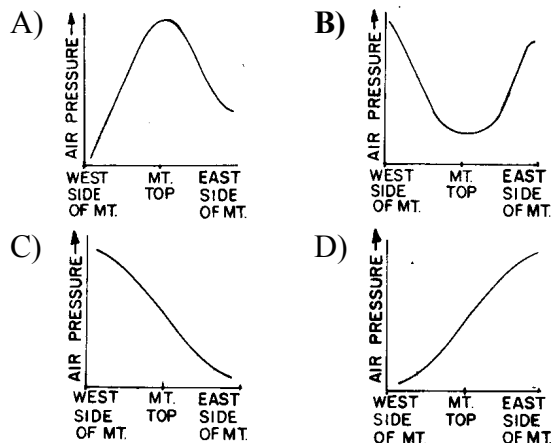 A)
AIR PRESSURE
WEST SIDE OF MT.
MT. TOP
EAST SIDE OF MT.
B)
AIR PRESSURE
WEST SIDE OF MT.
MT. TOP
EAST SIDE OF MT.
C)
AIR PRESSURE
WEST SIDE OF MT.
MT. TOP
EAST SIDE OF MT.
D)
AIR PRESSURE
WEST SIDE OF MT.
MT. TOP
EAST SIDE OF MT.